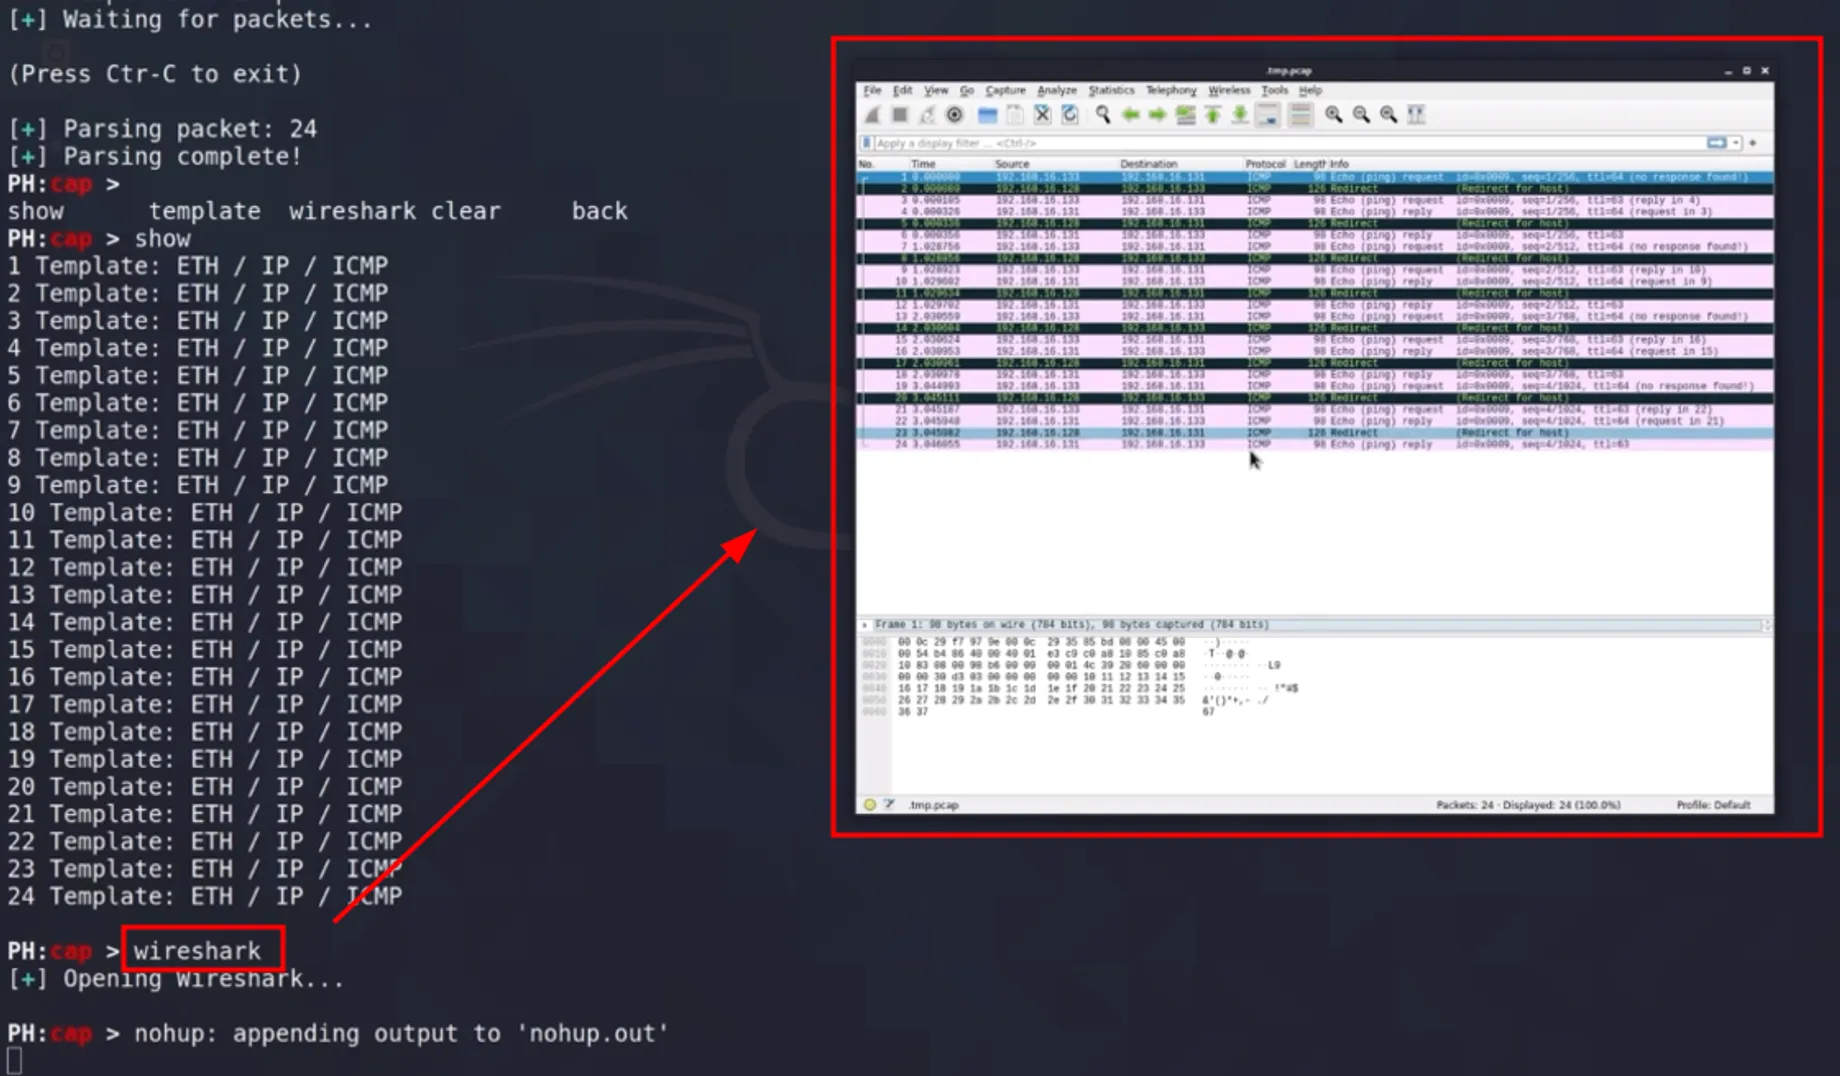 [+] Waiting for packets...
(Press Ctr-C to exit)
[+] Parsing packet: 24
[+] Parsing complete!
PH:cap >
show template wireshark clear back
PH:cap > show
1 Template: ETH / IP / ICMP
2 Template: ETH / IP / ICMP
3 Template: ETH / IP / ICMP
4 Template: ETH / IP / ICMP
5 Template: ETH / IP / ICMP
6 Template: ETH / IP / ICMP
7 Template: ETH / IP / ICMP
8 Template: ETH / IP / ICMP
9 Template: ETH / IP / ICMP
10 Template: ETH / IP / ICMP
11 Template: ETH / IP / ICMP
12 Template: ETH / IP / ICMP
13 Template: ETH / IP / ICMP
14 Template: ETH / IP / ICMP
15 Template: ETH / IP / ICMP
16 Template: ETH / IP / ICMP
17 Template: ETH / IP / ICMP
18 Template: ETH / IP / ICMP
19 Template: ETH / IP / ICMP
20 Template: ETH / IP / ICMP
21 Template: ETH / IP / ICMP
22 Template: ETH / IP / ICMP
23 Template: ETH / IP / ICMP
24 Template: ETH / IP / ICMP
PH:cap > wireshark
[+] Opening Wireshark...
PH:cap > nohup: appending output to 'nohup.out'
.tmp.pcap
File Edit View Go Capture Analyze Statistics Telephony Wireless Tools Help
Apply a display filter ... <Ctrl-/>
No. Time Source Destination Protocol Length Info
1 192.168.16.133 192.168.16.131 ICMP 98 Echo (ping) request id=0x0009, seq=1/256, ttl=64 (no response found!)
2 192.168.16.128 192.168.16.133 ICMP 126 Redirect (Redirect for host)
3 192.168.16.133 192.168.16.131 ICMP 98 Echo (ping) request id=0x0009, seq=1/256, ttl=63 (reply in 4)
4 192.168.16.131 192.168.16.133 ICMP 98 Echo (ping) reply id=0x0009, seq=1/256, ttl=64 (request in 3)
5 192.168.16.128 192.168.16.131 ICMP 126 Redirect (Redirect for host)
6 192.168.16.131 192.168.16.133 ICMP 98 Echo (ping) reply id=0x0009, seq=1/256, ttl=63
7 1.028756 192.168.16.133 192.168.16.131 ICMP 98 Echo (ping) request id=0x0009, seq=2/512, ttl=64 (no response found!)
8 192.168.16.128 192.168.16.133 ICMP 126 Redirect (Redirect for host)
9 1.028923 192.168.16.133 192.168.16.131 ICMP 98 Echo (ping) request id=0x0009, seq=2/512, ttl=63 (reply in 10)
10 1.029602 192.168.16.131 192.168.16.133 ICMP 98 Echo (ping) reply id=0x0009, seq=2/512, ttl=64 (request in 9)
11 192.168.16.128 192.168.16.131 ICMP 126 Redirect (Redirect for host)
12 1.029702 192.168.16.131 192.168.16.133 ICMP 98 Echo (ping) reply id=0x0009, seq=2/512, ttl=63
13 2.030559 192.168.16.133 192.168.16.131 ICMP 98 Echo (ping) request id=0x0009, seq=3/768, ttl=64 (no response found!)
14 192.168.16.128 192.168.16.133 ICMP 126 Redirect (Redirect for host)
15 2.030624 192.168.16.133 192.168.16.131 ICMP 98 Echo (ping) request id=0x0009, seq=3/768, ttl=63 (reply in 16)
16 2.030953 192.168.16.131 192.168.16.133 ICMP 98 Echo (ping) reply id=0x0009, seq=3/768, ttl=64 (request in 15)
17 192.168.16.128 192.168.16.131 ICMP 126 Redirect (Redirect for host)
18 2.030978 192.168.16.131 192.168.16.133 ICMP 98 Echo (ping) reply id=0x0009, seq=3/768, ttl=63
19 3.044993 192.168.16.133 192.168.16.131 ICMP 98 Echo (ping) request id=0x0009, seq=4/1024, ttl=64 (no response found!)
20 3.045111 192.168.16.128 192.168.16.133 ICMP 126 Redirect (Redirect for host)
21 3.045187 192.168.16.133 192.168.16.131 ICMP 98 Echo (ping) request id=0x0009, seq=4/1024, ttl=63 (reply in 22)
22 3.045948 192.168.16.131 192.168.16.133 ICMP 98 Echo (ping) reply id=0x0009, seq=4/1024, ttl=64 (request in 21)
23 3.045982 192.168.16.128 192.168.16.131 ICMP 126 Redirect (Redirect for host)
24 3.046055 192.168.16.131 192.168.16.133 ICMP 98 Echo (ping) reply id=0x0009, seq=4/1024, ttl=63
Frame 1: 98 bytes on wire (784 bits), 98 bytes captured (784 bits)
0000 00 0c 29 f7 97 9e 00 0c 29 35 85 bd 08 00 45 00 ··)·····
0010 00 54 b4 86 40 00 40 01 e3 c9 c0 a8 10 85 c0 a8 ·T··@·@·
0020 10 83 08 00 98 b6 00 09 00 01 4c 39 20 60 00 00 ········ ··L9
0030 00 00 30 d3 03 00 00 00 00 00 10 11 12 13 14 15 ··0·····
0040 16 17 18 19 1a 1b 1c 1d 1e 1f 20 21 22 23 24 25 ········ ·· !"#$
0050 26 27 28 29 2a 2b 2c 2d 2e 2f 30 31 32 33 34 35 &'()*+,- ./
0060 36 37 67
.tmp.pcap Packets: 24 · Displayed: 24 (100.0%) Profile: Default